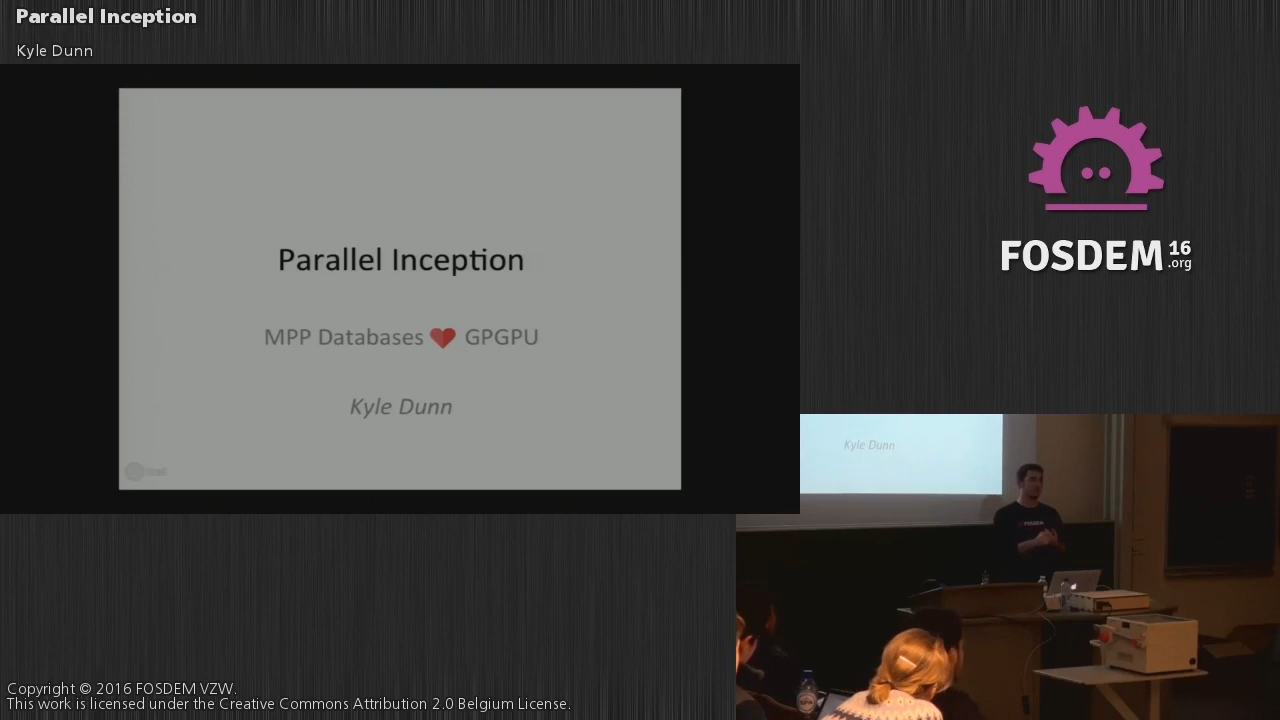 Parallel Inception
Kyle Dunn
Parallel Inception
MPP Databases ❤ GPGPU
Kyle Dunn
FOSDEM 16
.org
Kyle Dunn
FOSDEM
Copyright © 2016 FOSDEM VZW.
This work is licensed under the Creative Commons Attribution 2.0 Belgium License.